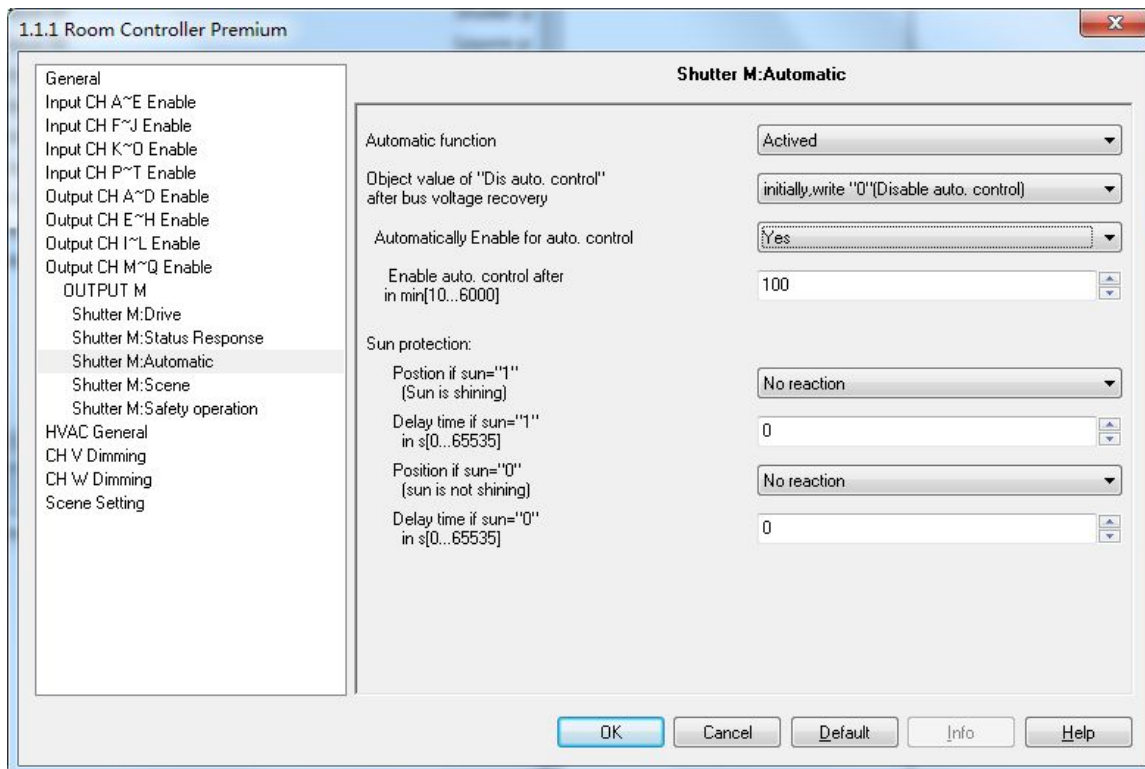 1.1.1 Room Controller Premium
General
Input CH A~E Enable
Input CH F~J Enable
Input CH K~O Enable
Input CH P~T Enable
Output CH A~D Enable
Output CH E~H Enable
Output CH I~L Enable
Output CH M~Q Enable
OUTPUT M
Shutter M:Drive
Shutter M:Status Response
Shutter M:Automatic
Shutter M:Scene
Shutter M:Safety operation
HVAC General
CH V Dimming
CH W Dimming
Scene Setting
Shutter M:Automatic
Automatic function
Actived
Object value of "Dis auto. control"
after bus voltage recovery
initially,write "0"(Disable auto. control)
Automatically Enable for auto. control
Yes
Enable auto. control after
in min[10...6000]
100
Sun protection:
Postion if sun="1"
(Sun is shining)
No reaction
Delay time if sun="1"
in s[0...65535]
0
Position if sun="0"
(sun is not shining)
No reaction
Delay time if sun="0"
in s[0...65535]
0
OK
Cancel
Default
Info
Help